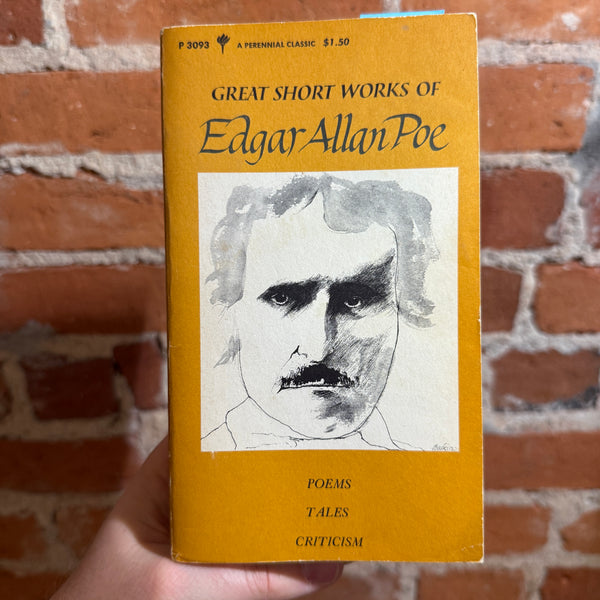 P 3093 A PERENNIAL CLASSIC $1.50
GREAT SHORT WORKS OF
Edgar Allan Poe
POEMS
TALES
CRITICISM